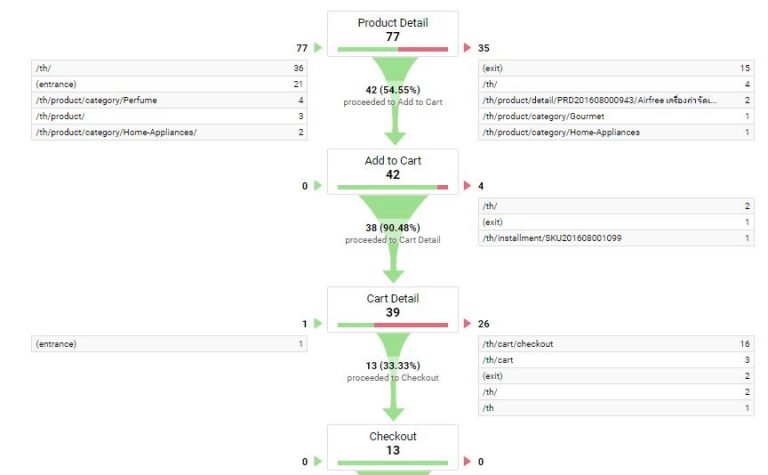 Product Detail
77
77
35
/th/ 36
(entrance) 21
/th/product/category/Perfume 4
/th/product/ 3
/th/product/category/Home-Appliances/ 2
(exit) 15
/th/ 4
/th/product/detail/PRD201608000943/Airfree เครื่องกำจัดเ... 2
/th/product/category/Gourmet 1
/th/product/category/Home-Appliances 1
42 (54.55%)
proceeded to Add to Cart
Add to Cart
42
0
4
/th/ 2
(exit) 1
/th/installment/SKU201608001099 1
38 (90.48%)
proceeded to Cart Detail
Cart Detail
39
1
26
(entrance) 1
/th/cart/checkout 16
/th/cart 3
(exit) 2
/th/ 2
/th 1
13 (33.33%)
proceeded to Checkout
Checkout
13
0
0